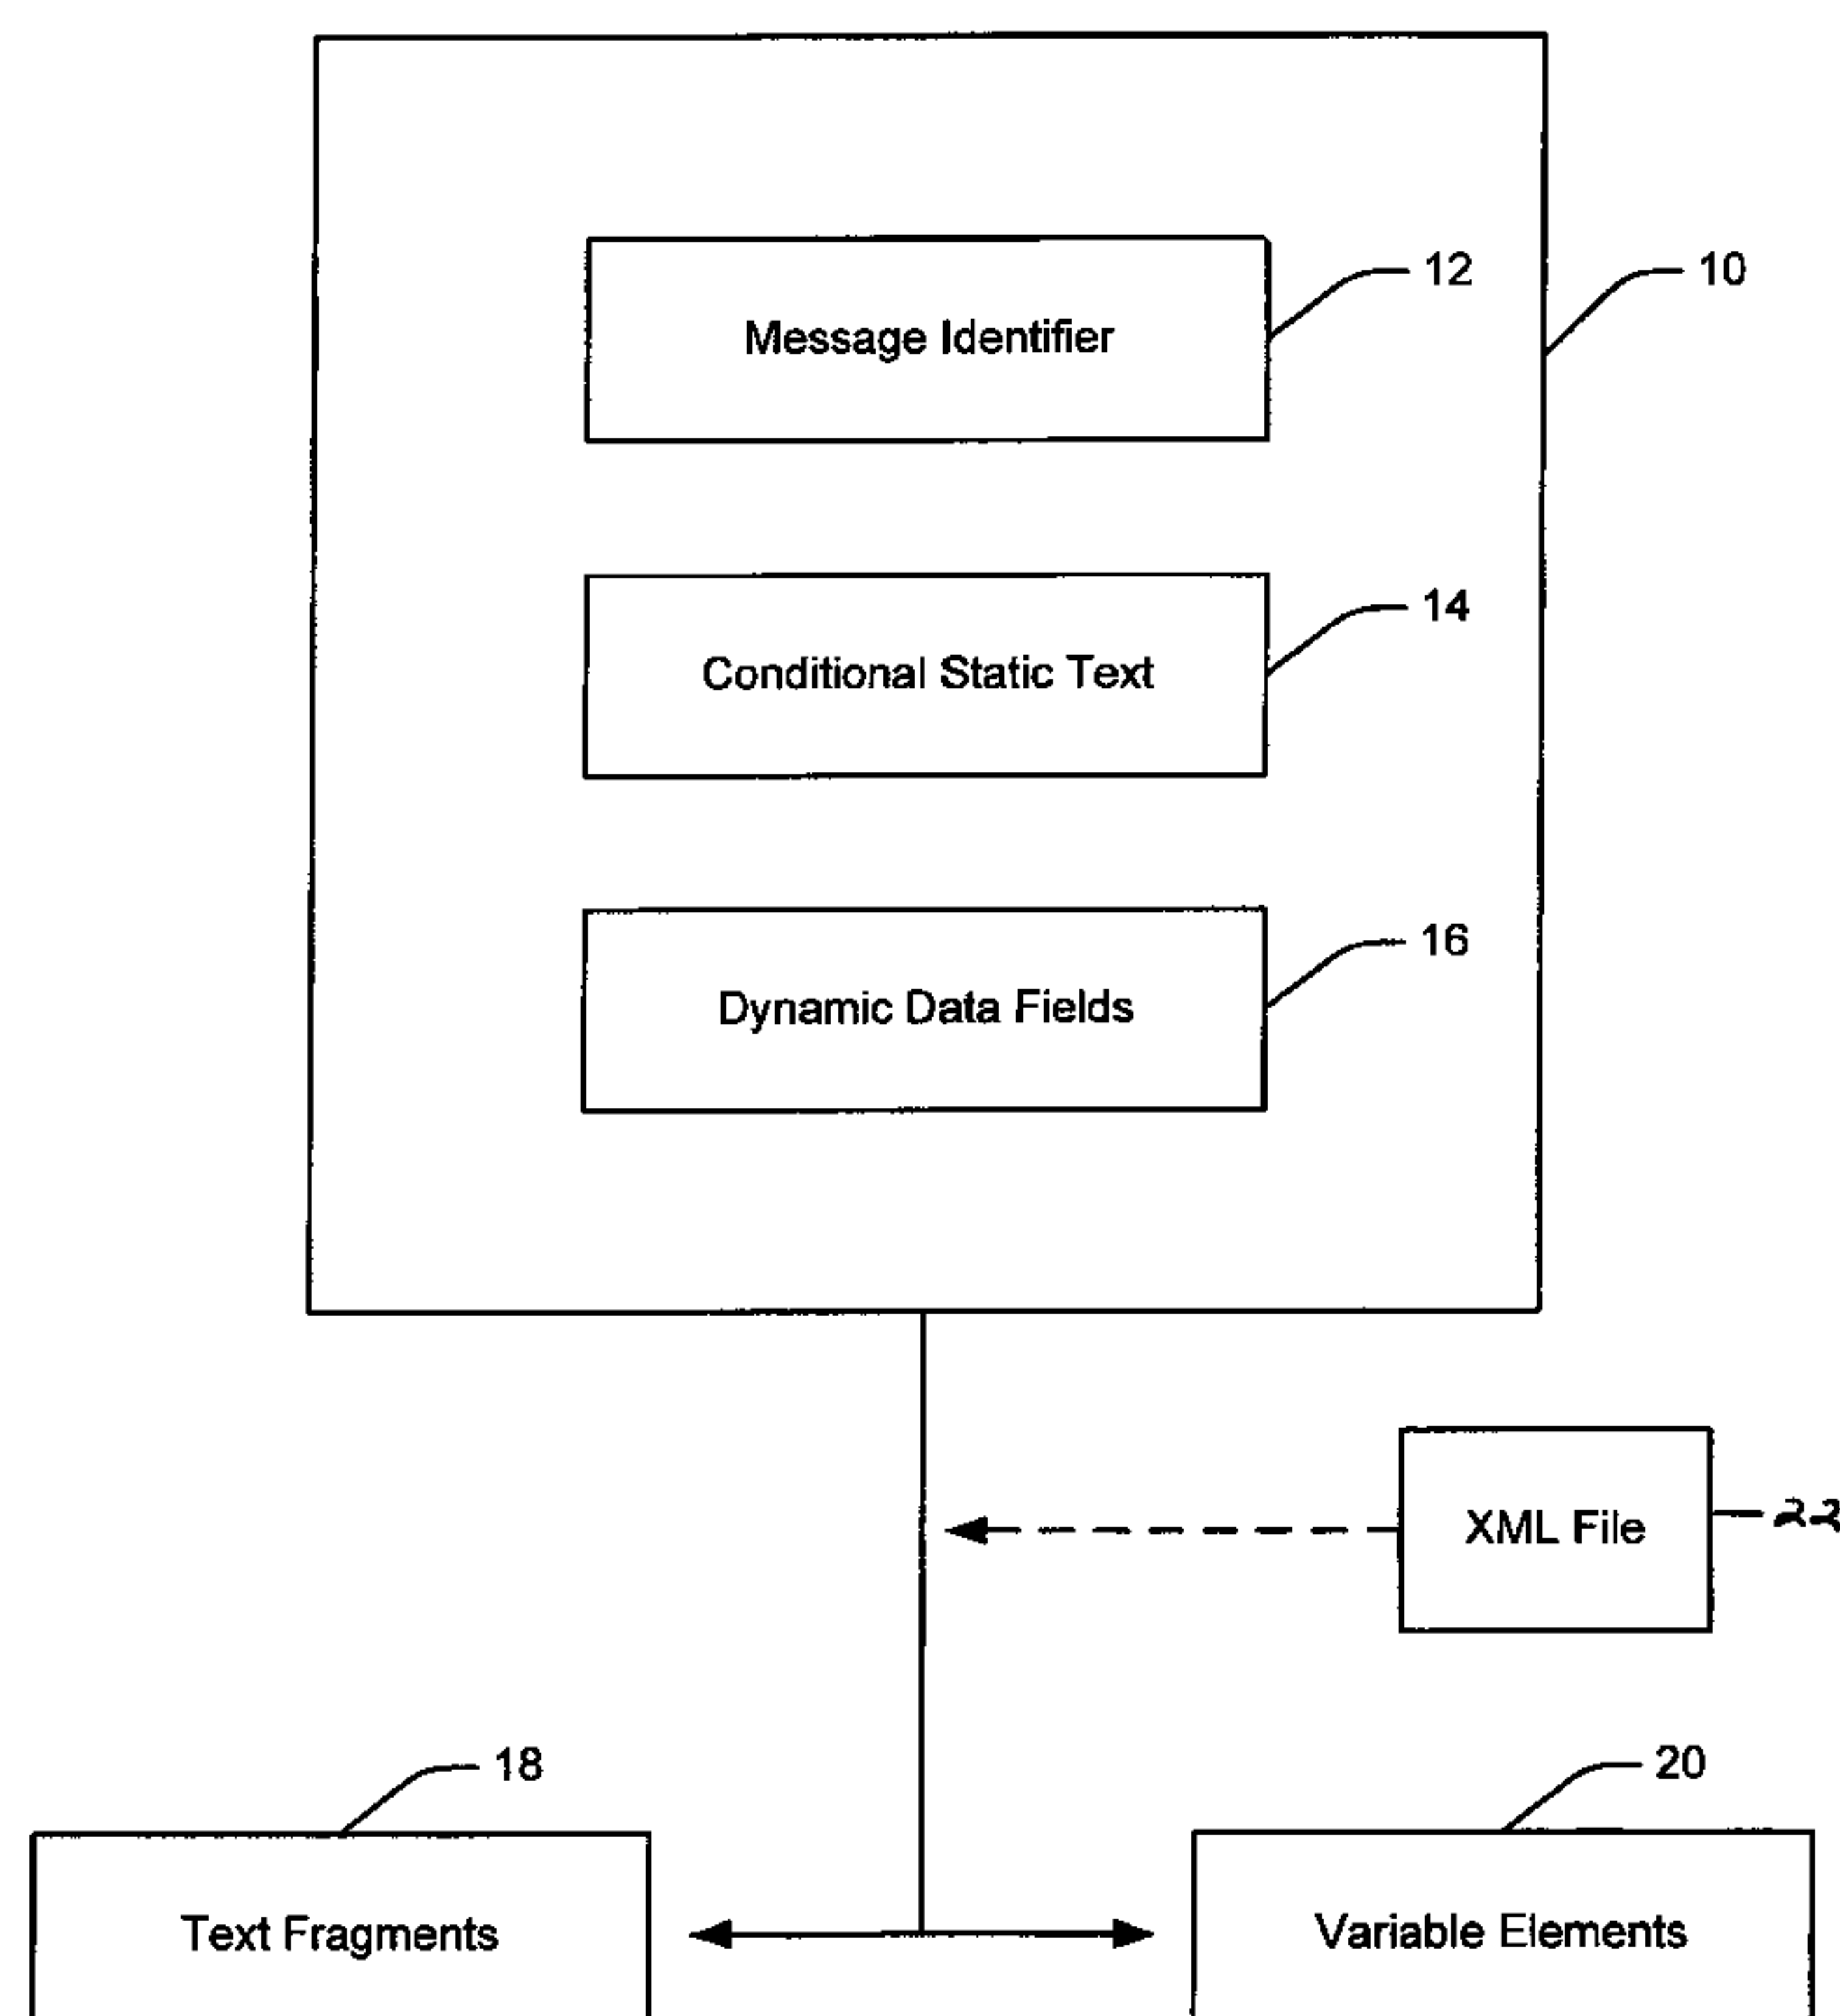 Message Identifier
12
10
Conditional Static Text
14
Dynamic Data Fields
16
XML File
22
18
20
Text Fragments
Variable Elements